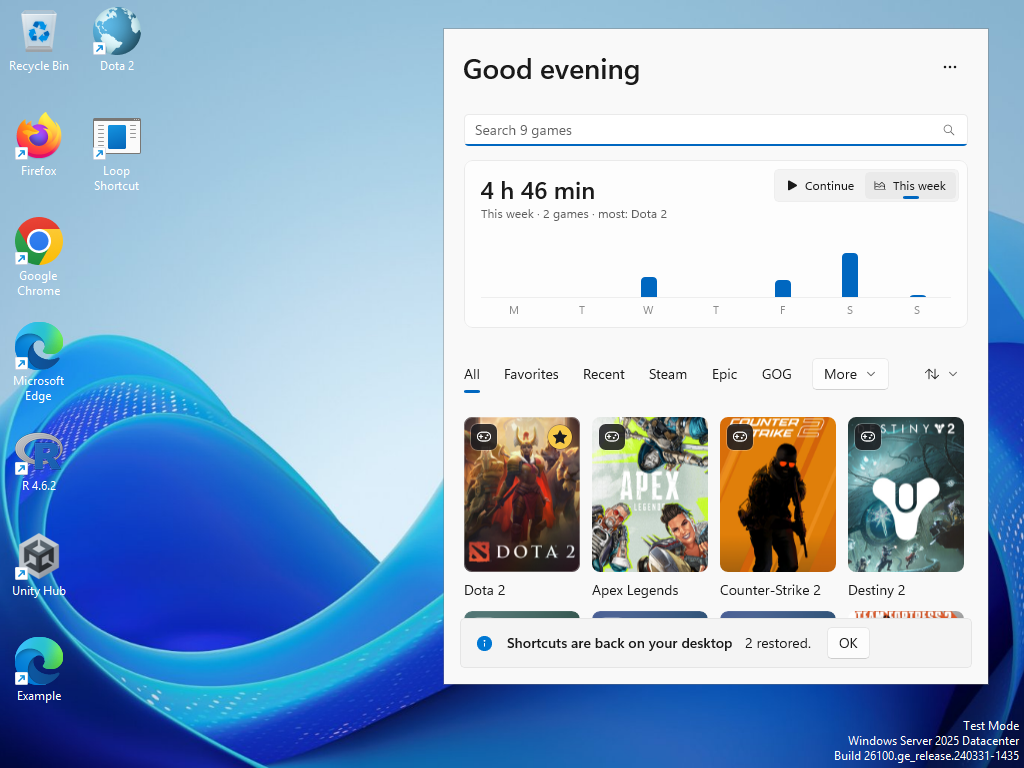 Recycle Bin
Dota 2
Firefox
Loop
Shortcut
Google
Chrome
Microsoft
Edge
R 4.6.2
Unity Hub
Example
Good evening
Search 9 games
4 h 46 min
This week · 2 games · most: Dota 2
Continue
This week
M T W T F S S
All Favorites Recent Steam Epic GOG More
DOTA 2
APEX
LEGENDS
COUNTER-STRIKE 2
DESTINY 2
Dota 2
Apex Legends
Counter-Strike 2
Destiny 2
TEAM FORTRESS 2
Shortcuts are back on your desktop 2 restored. OK
Test Mode
Windows Server 2025 Datacenter
Build 26100.ge_release.240331-1435